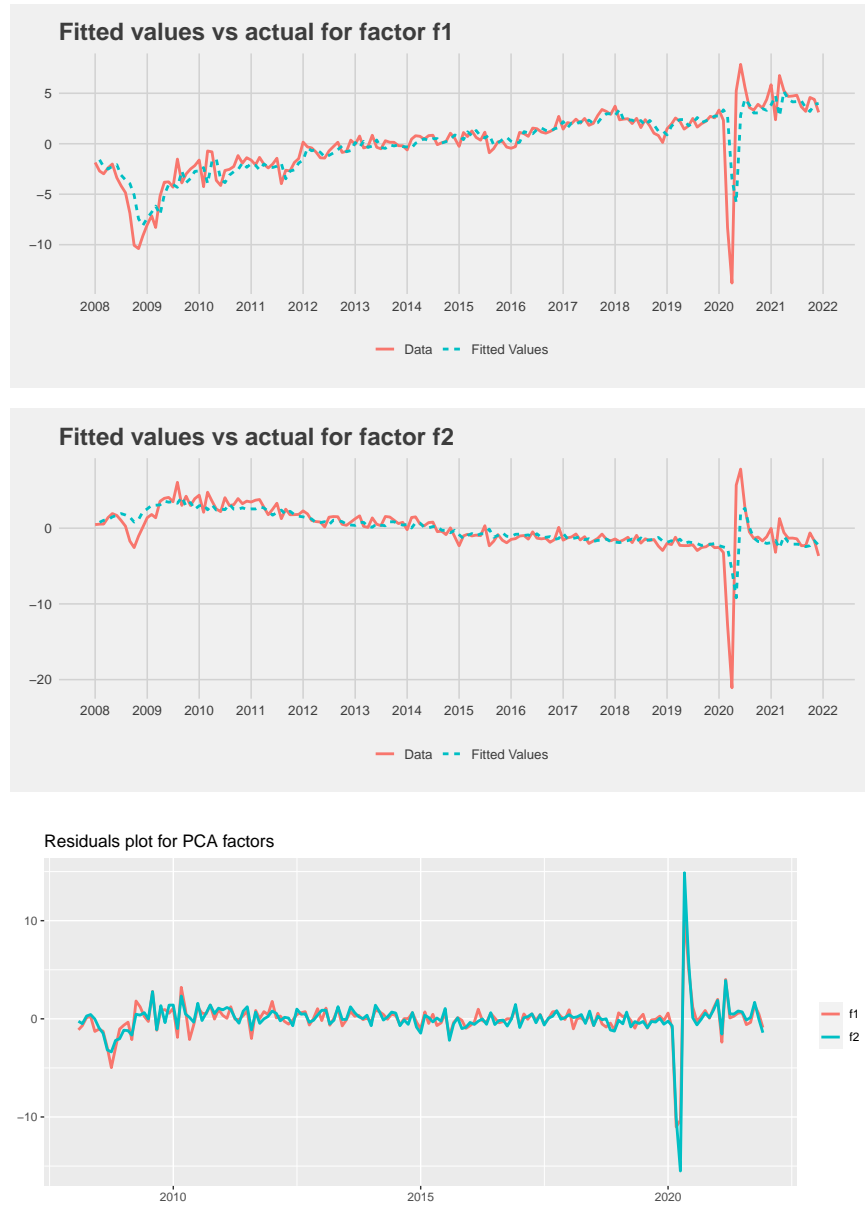 Fitted values vs actual for factor f1
5
0
−5
−10
2008 2009 2010 2011 2012 2013 2014 2015 2016 2017 2018 2019 2020 2021 2022
Data Fitted Values
Fitted values vs actual for factor f2
0
−10
−20
2008 2009 2010 2011 2012 2013 2014 2015 2016 2017 2018 2019 2020 2021 2022
Data Fitted Values
Residuals plot for PCA factors
10
0
−10
2010 2015 2020
f1
f2